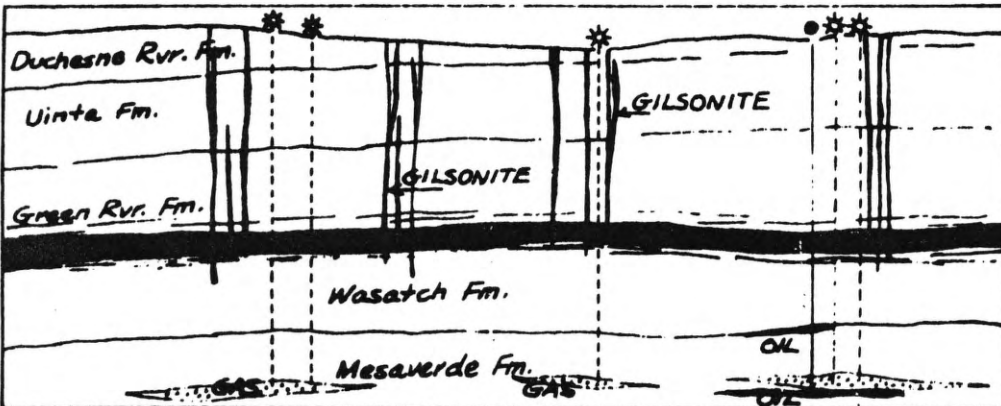 Duchesne Rvr. Fm.
Uinta Fm.
GILSONITE
GILSONITE
Green Rvr. Fm.
Wasatch Fm.
OIL
Mesaverde Fm.
GAS
GAS
OIL